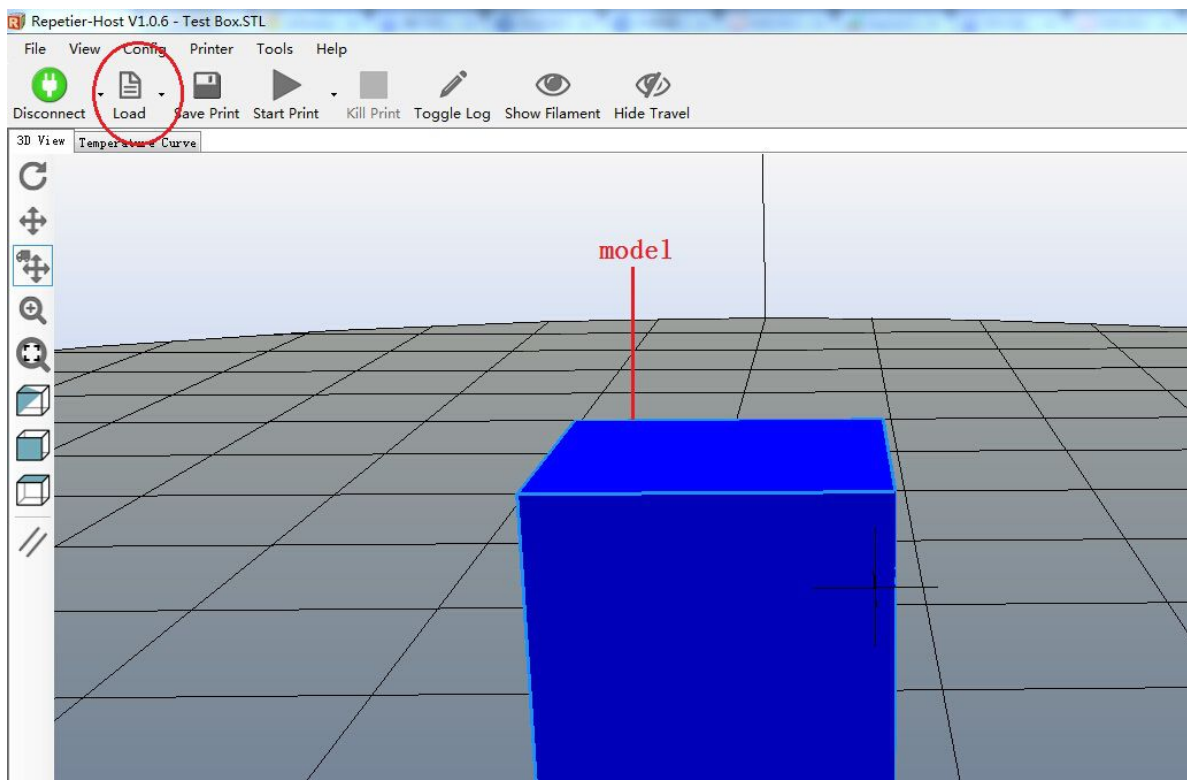 Repetier-Host V1.0.6 - Test Box.STL
File View Config Printer Tools Help
Disconnect Load Save Print Start Print Kill Print Toggle Log Show Filament Hide Travel
3D View Temperature Curve
model